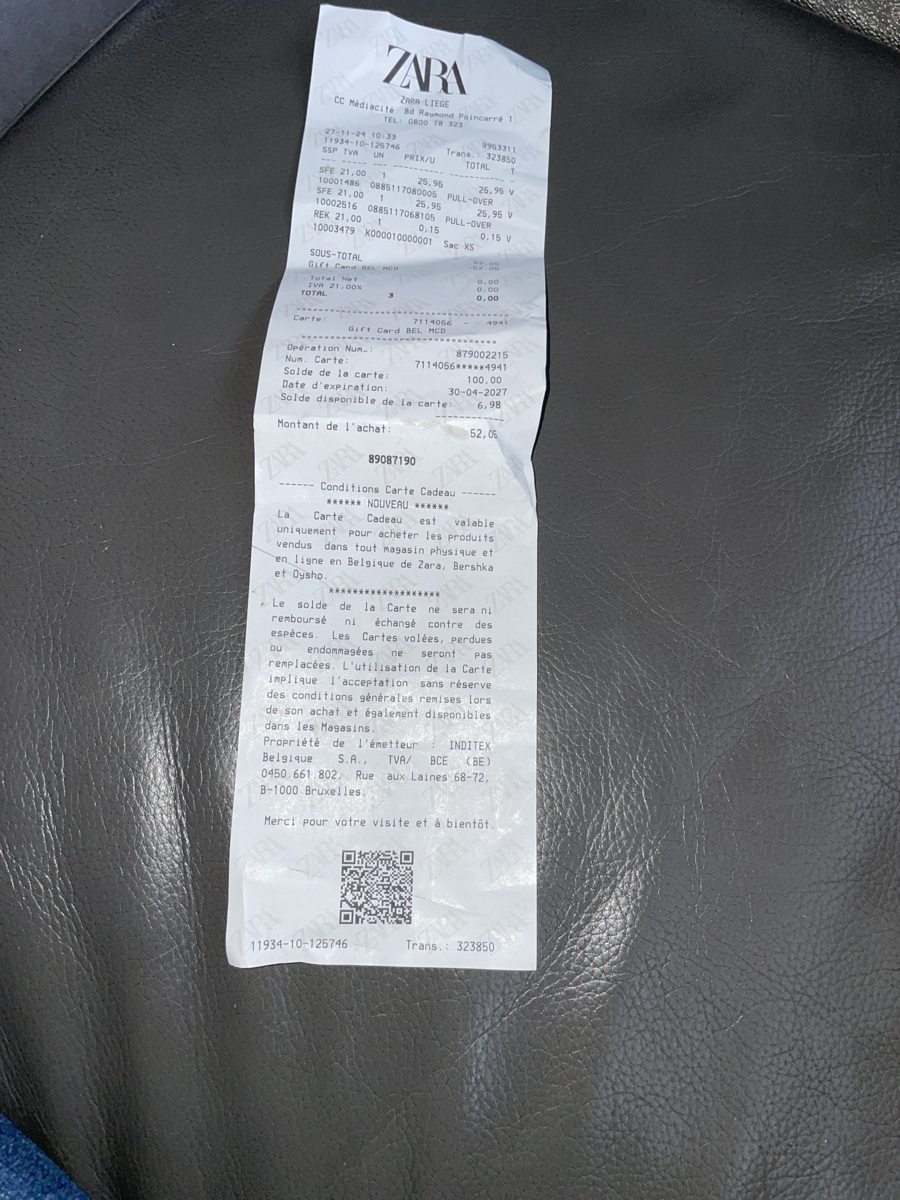 ZARA
ZARA LIEGE
CC Médiacité Bd Raymond Poincarré 1
TEL: 0800 78 323
27-11-24 10:33 9953311
11934-10-125746 Trans.: 323850
SSP TVA UN PRIX/U TOTAL T
SFE 21,00 1 25,95 25,95 V
10001486 0885117080005 PULL-OVER
SFE 21,00 1 25,95 25,95 V
10002516 0885117068105 PULL-OVER
REK 21,00 1 0,15 0,15 V
10003479 K000010000001 Sac XS
SOUS-TOTAL
Gift Card BEL MCD
Total Net 0.00
IVA 21,00% 0,00
TOTAL 3 0.00
Carte: 7114056 - 4941
Gift Card BEL MCD
Opération Num.: 879002215
Num. Carte: 7114056*****4941
Solde de la carte: 100,00
Date d'expiration: 30-04-2027
Solde disponible de la carte: 6,98
Montant de l'achat: 52,05
89087190
------ Conditions Carte Cadeau ------
****** NOUVEAU ******
La Carte Cadeau est valable
uniquement pour acheter les produits
vendus dans tout magasin physique et
en ligne en Belgique de Zara, Bershka
et Oysho.
*******************
Le solde de la Carte ne sera ni
remboursé ni échangé contre des
espèces. Les Cartes volées, perdues
ou endommagées ne seront pas
remplacées. L'utilisation de la Carte
implique l'acceptation sans réserve
des conditions générales remises lors
de son achat et également disponibles
dans les Magasins.
Propriété de l'émetteur : INDITEX
Belgique S.A., TVA/ BCE (BE)
0450.661.802, Rue aux Laines 68-72,
B-1000 Bruxelles.
Merci pour votre visite et à bientôt.
11934-10-125746 Trans.: 323850